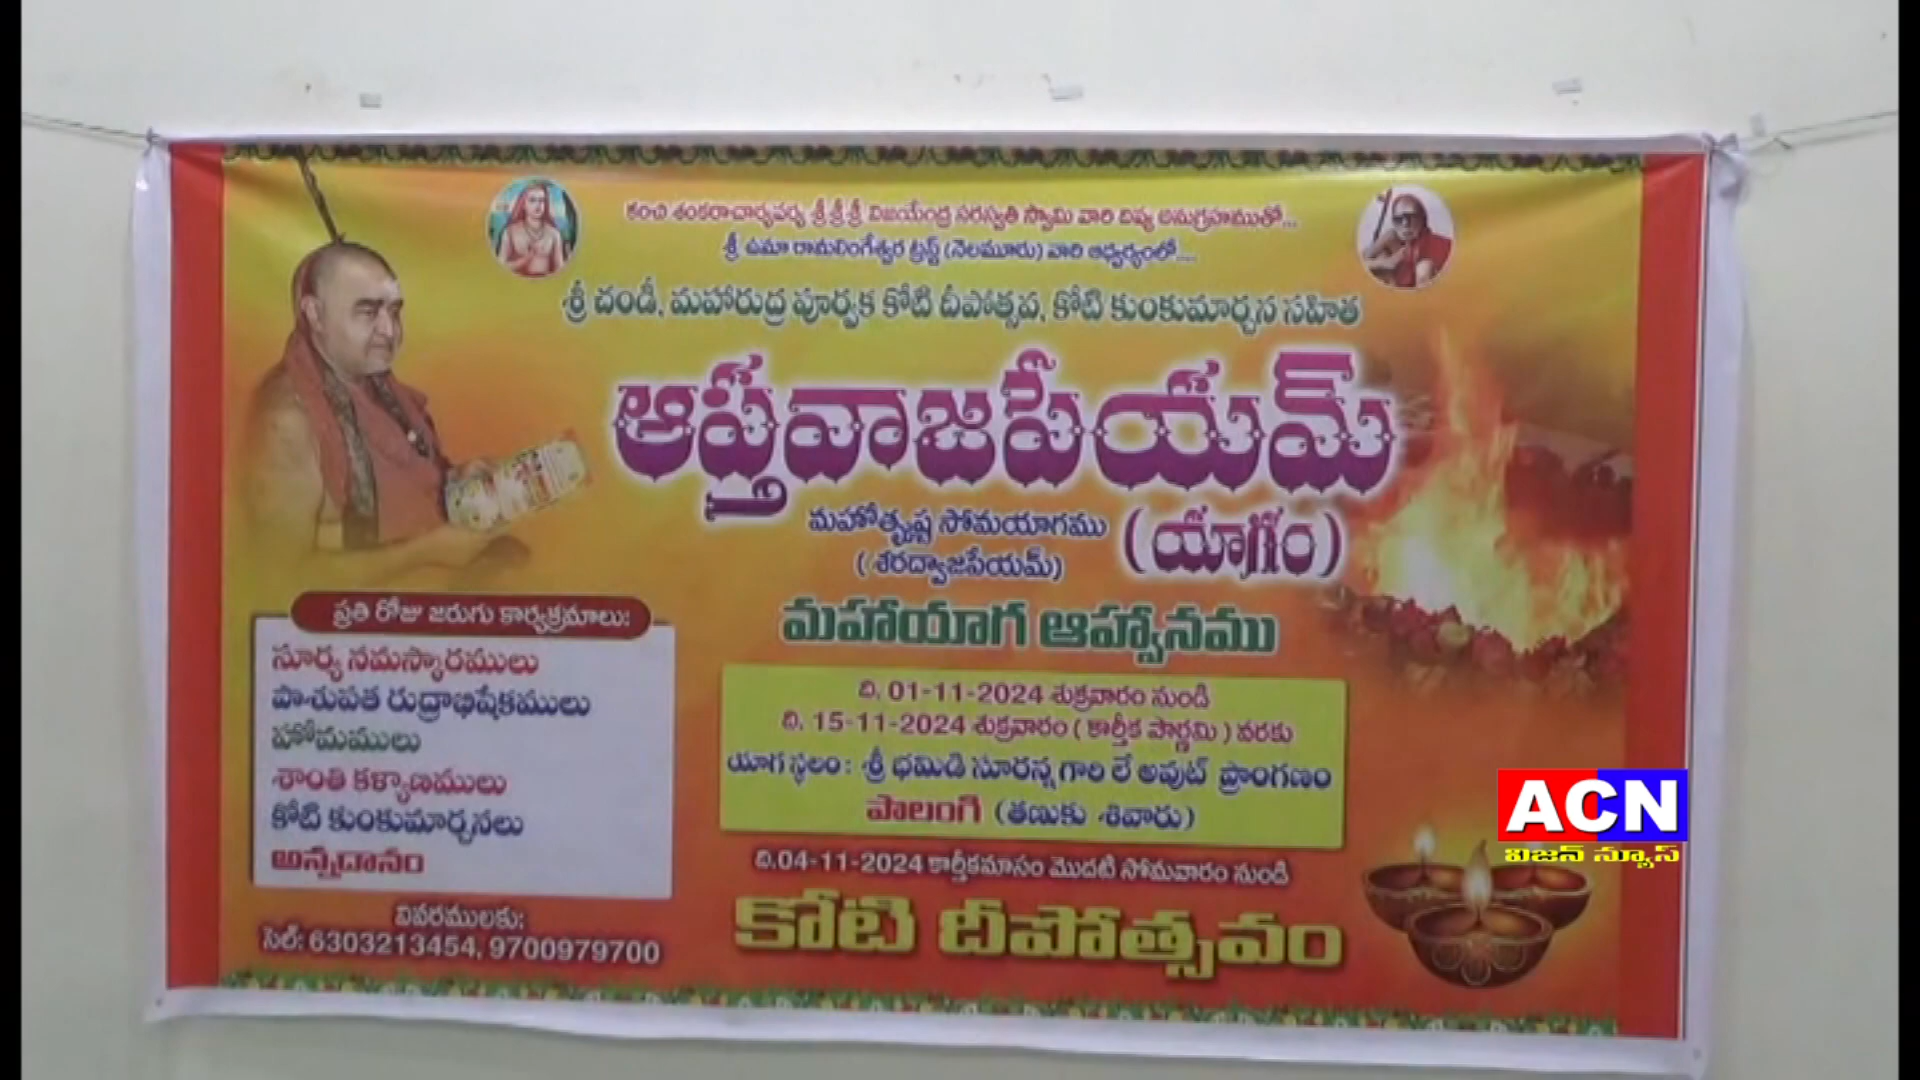 కంచి శంకరాచార్యవర్య శ్రీ శ్రీ శ్రీ విజయేంద్ర సరస్వతి స్వామి వారి దివ్య అనుగ్రహముతో...
శ్రీ ఉమా రామలింగేశ్వర ట్రస్ట్ (నెలమూరు) వారి ఆధ్వర్యంలో....
శ్రీ చండీ, మహారుద్ర పూర్వక కోటి దీపోత్సవ, కోటి కుంకుమార్చన సహిత
ఆప్తవాజపేయమ్
(యాగం)
మహోత్కృష్ట సోమయాగము
(శరద్వాజపేయమ్)
మహాయాగ ఆహ్వానము
ప్రతి రోజు జరుగు కార్యక్రమాలు:
సూర్య నమస్కారములు
పాశుపత రుద్రాభిషేకములు
హోమములు
శాంతి కళ్యాణములు
కోటి కుంకుమార్చనలు
అన్నదానం
వివరములకు:
సెల్: 6303213454, 9700979700
ది. 01-11-2024 శుక్రవారం నుండి
ది. 15-11-2024 శుక్రవారం ( కార్తీక పౌర్ణమి ) వరకు
యాగ స్థలం : శ్రీ ధమిడి సూరన్న గారి లే అవుట్ ప్రాంగణం
పాలంగి (తణుకు శివారు)
ది.04-11-2024 కార్తీకమాసం మొదటి సోమవారం నుండి
కోటి దీపోత్సవం
ACN
విజన్ న్యూస్